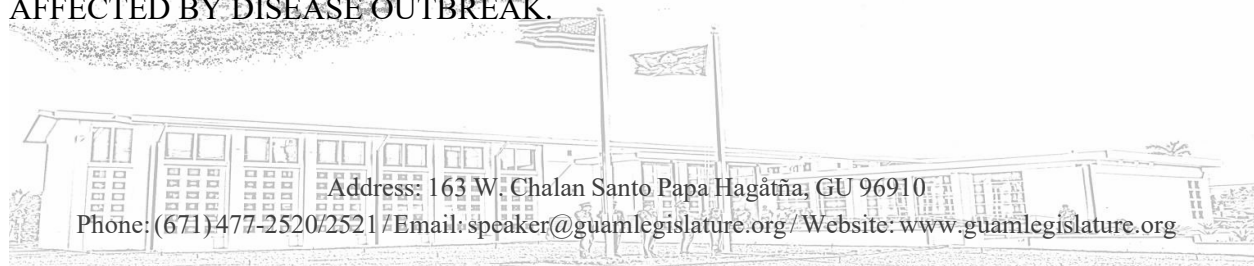 AFFECTED BY DISEASE OUTBREAK.
Address: 163 W. Chalan Santo Papa Hagåtña, GU 96910
Phone: (671) 477-2520/2521 / Email: speaker@guamlegislature.org / Website: www.guamlegislature.org